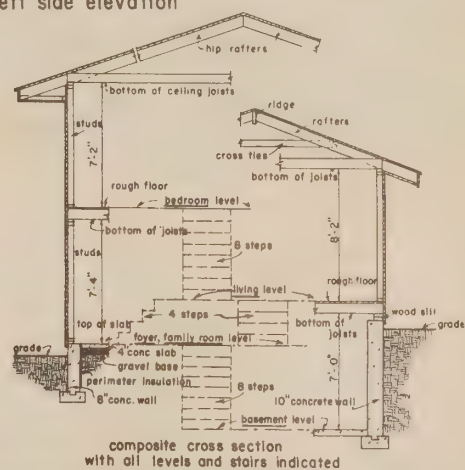 eft side elevation
hip rafters
bottom of ceiling joists
studs
7'-2"
ridge
rafters
cross ties
bottom of joists
rough floor
bedroom level
bottom of joists
8'-2"
studs
7'-4"
8 steps
rough floor
living level
wood sill
4 steps
top of slab
bottom of
joists
grade
foyer, family room level
grade
4" conc slab
gravel base
perimeter insulation
8" conc. wall
8 steps
7'-0"
10" concrete wall
basement level
composite cross section
with all levels and stairs indicated